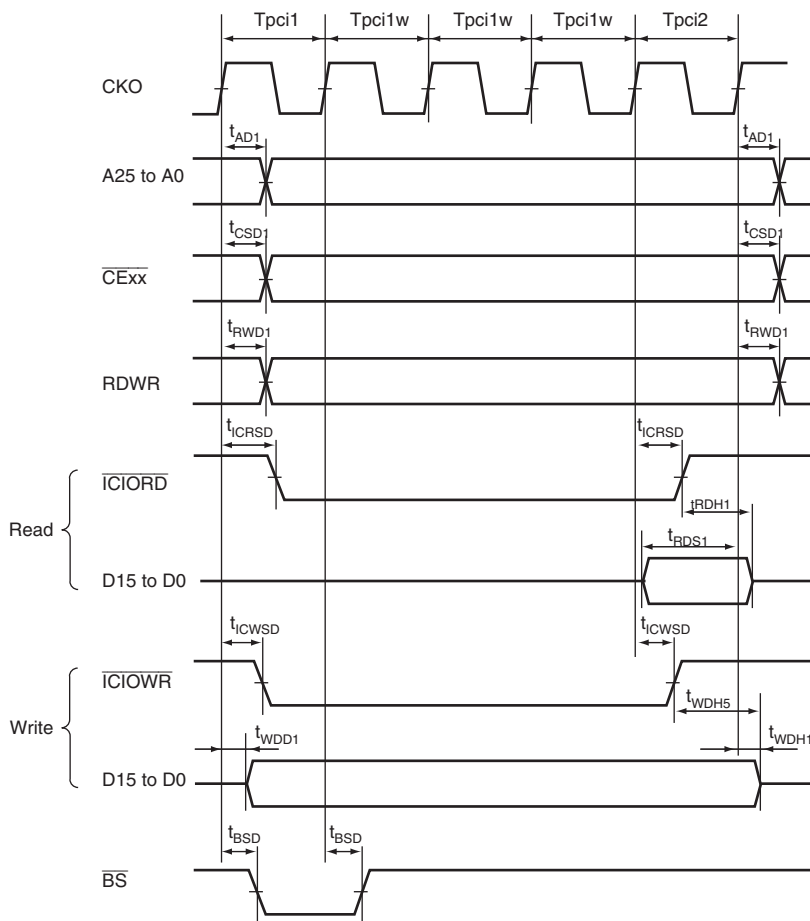 Tpci1 Tpci1w Tpci1w Tpci1w Tpci2
CKO
tAD1 tAD1
A25 to A0
tCSD1 tCSD1
CExx
tRWD1 tRWD1
RDWR
tICRSD tICRSD
ICIORD
tRDH1
Read
tRDS1
D15 to D0
tICWSD tICWSD
ICIOWR
tWDH5
Write
tWDD1 tWDH1
D15 to D0
tBSD tBSD
BS